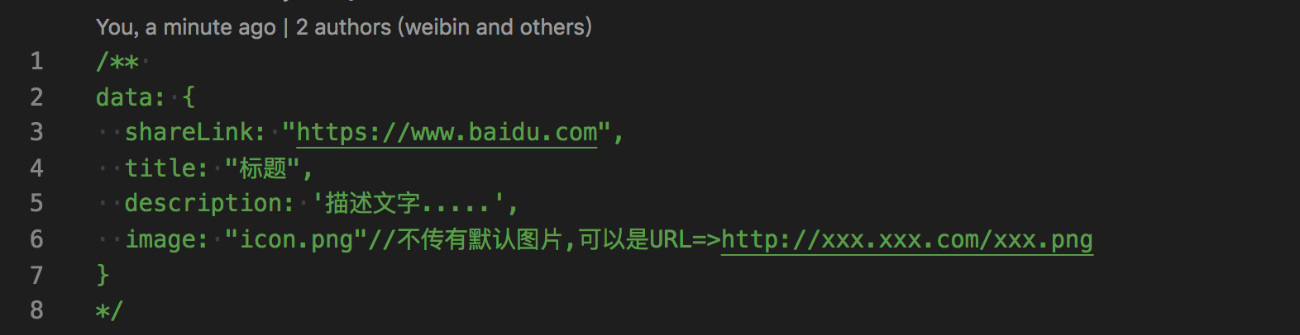 You, a minute ago | 2 authors (weibin and others)
1 /**
2 data: {
3 shareLink: "https://www.baidu.com",
4 title: "标题",
5 description: '描述文字.....',
6 image: "icon.png"//不传有默认图片,可以是URL=>http://xxx.xxx.com/xxx.png
7 }
8 */